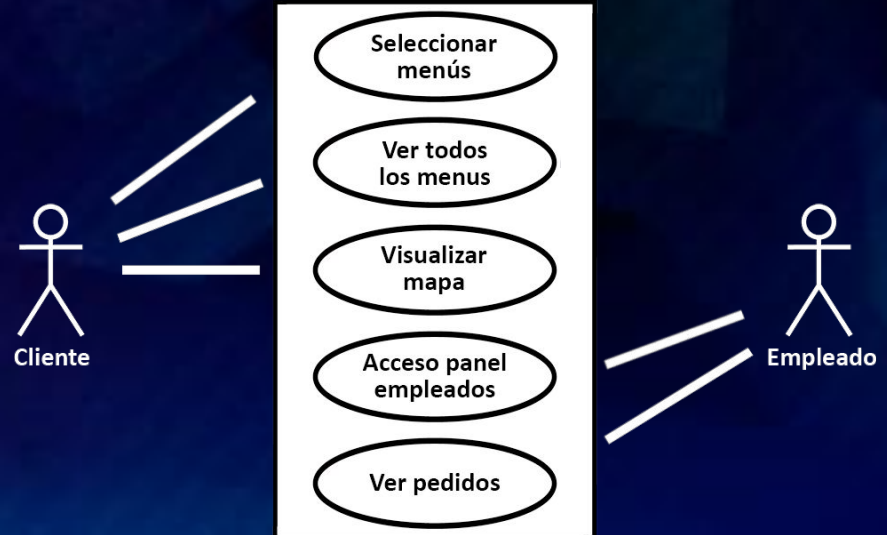 Seleccionar
menús
Ver todos
los menus
Visualizar
mapa
Cliente
Empleado
Acceso panel
empleados
Ver pedidos